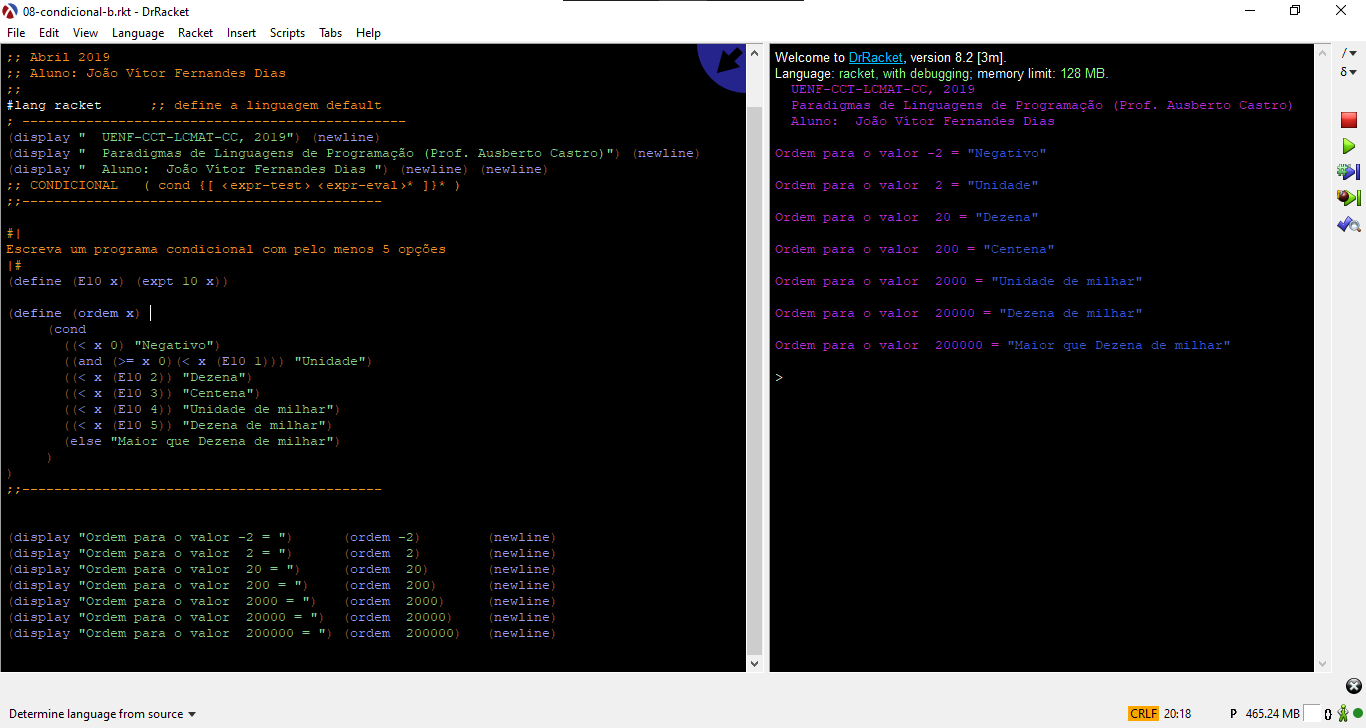 08-condicional-b.rkt - DrRacket
File Edit View Language Racket Insert Scripts Tabs Help
;; Abril 2019
;; Aluno: João Vítor Fernandes Dias
;;
#lang racket      ;; define a linguagem default
; ------------------------------------------------
(display "  UENF-CCT-LCMAT-CC, 2019") (newline)
(display "  Paradigmas de Linguagens de Programação (Prof. Ausberto Castro)") (newline)
(display "  Aluno:  João Vítor Fernandes Dias ") (newline) (newline)
;; CONDICIONAL   ( cond {[ <expr-test> <expr-eval>* ]}* )
;;---------------------------------------------
#|
Escreva um programa condicional com pelo menos 5 opções
|#
(define (E10 x) (expt 10 x))
(define (ordem x)
(cond
((< x 0) "Negativo")
((and (>= x 0)(< x (E10 1))) "Unidade")
((< x (E10 2)) "Dezena")
((< x (E10 3)) "Centena")
((< x (E10 4)) "Unidade de milhar")
((< x (E10 5)) "Dezena de milhar")
(else "Maior que Dezena de milhar")
)
)
;;---------------------------------------------
(display "Ordem para o valor -2 = ")      (ordem -2)        (newline)
(display "Ordem para o valor  2 = ")      (ordem  2)        (newline)
(display "Ordem para o valor  20 = ")     (ordem  20)       (newline)
(display "Ordem para o valor  200 = ")    (ordem  200)      (newline)
(display "Ordem para o valor  2000 = ")   (ordem  2000)     (newline)
(display "Ordem para o valor  20000 = ")  (ordem  20000)    (newline)
(display "Ordem para o valor  200000 = ") (ordem  200000)   (newline)
Welcome to DrRacket, version 8.2 [3m].
Language: racket, with debugging; memory limit: 128 MB.
UENF-CCT-LCMAT-CC, 2019
Paradigmas de Linguagens de Programação (Prof. Ausberto Castro)
Aluno:  João Vítor Fernandes Dias
Ordem para o valor -2 = "Negativo"
Ordem para o valor  2 = "Unidade"
Ordem para o valor  20 = "Dezena"
Ordem para o valor  200 = "Centena"
Ordem para o valor  2000 = "Unidade de milhar"
Ordem para o valor  20000 = "Dezena de milhar"
Ordem para o valor  200000 = "Maior que Dezena de milhar"
>
/
δ
Determine language from source
CRLF 20:18 P 465.24 MB {}